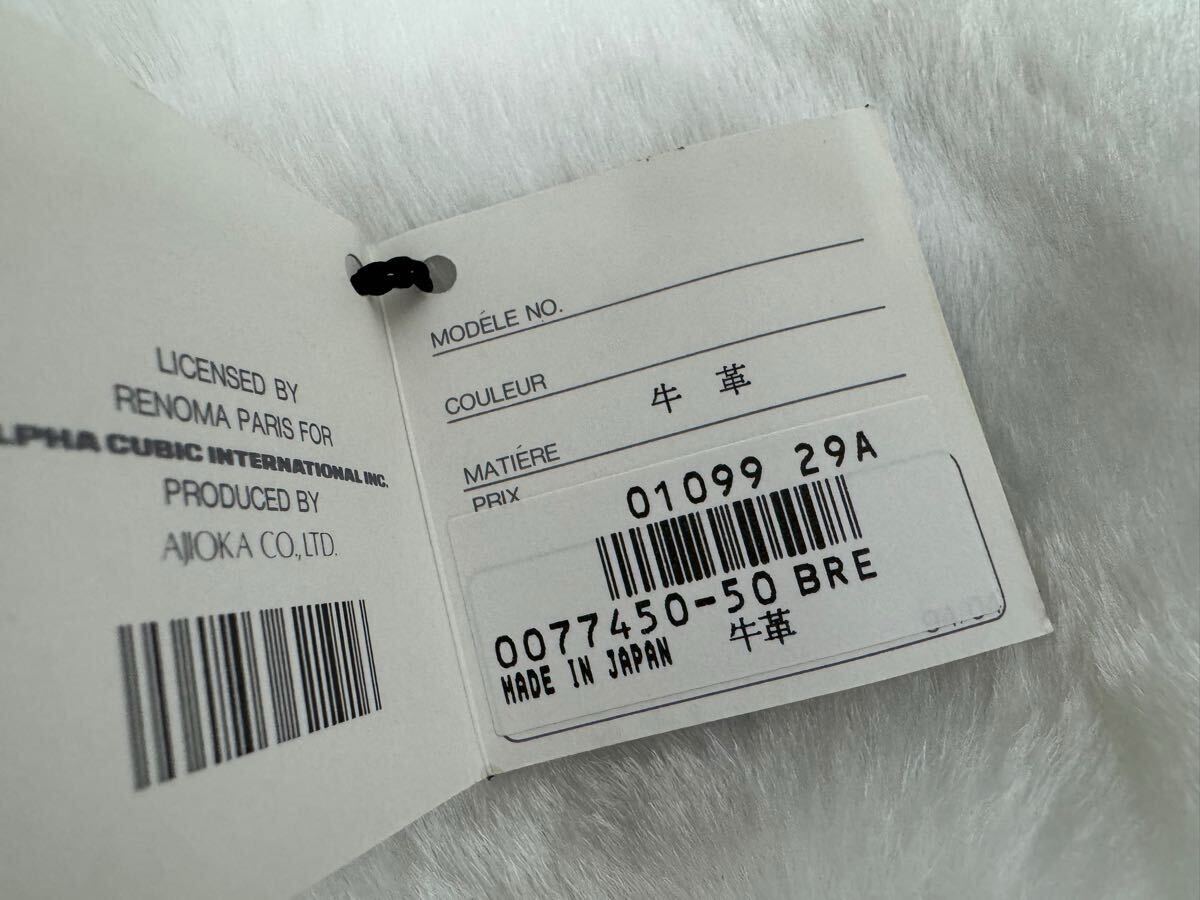 LICENSED BY
RENOMA PARIS FOR
ALPHA CUBIC INTERNATIONAL INC.
PRODUCED BY
AJIOKA CO., LTD.
MODÉLE NO.
COULEUR
牛 革
MATIÉRE
PRIX
01099 29A
0077450-50 BRE
MADE IN JAPAN 牛革